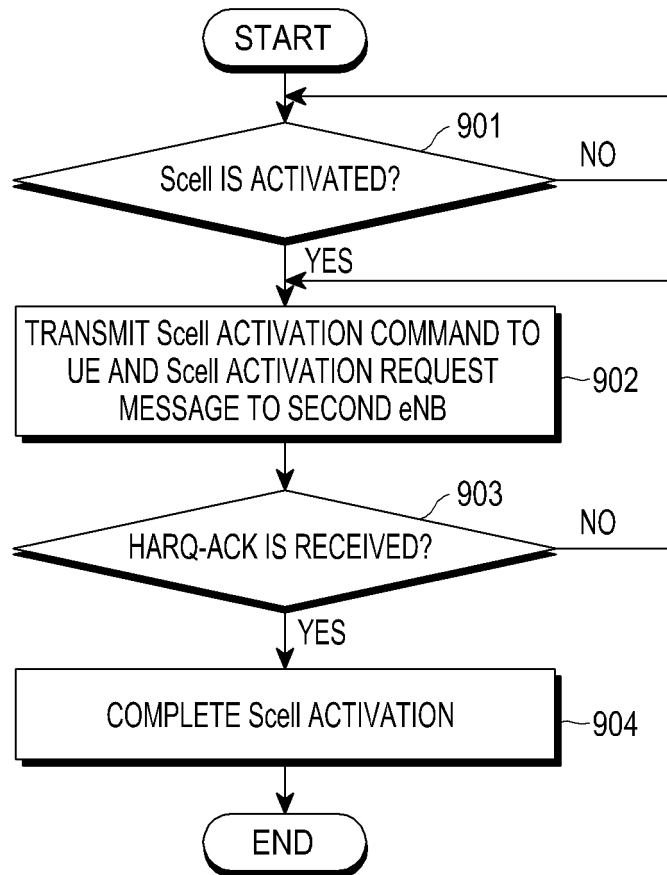 START
901
Scell IS ACTIVATED?
NO
YES
TRANSMIT Scell ACTIVATION COMMAND TO
UE AND Scell ACTIVATION REQUEST
MESSAGE TO SECOND eNB
902
903
HARQ-ACK IS RECEIVED?
NO
YES
COMPLETE Scell ACTIVATION
904
END